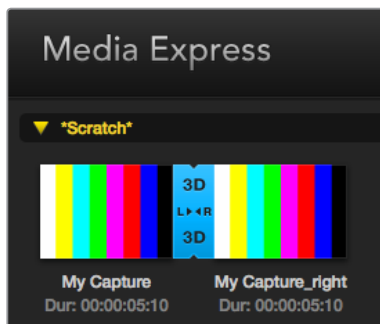 Media Express
*Scratch*
3D
L R
3D
My Capture My Capture_right
Dur: 00:00:05:10 Dur: 00:00:05:10